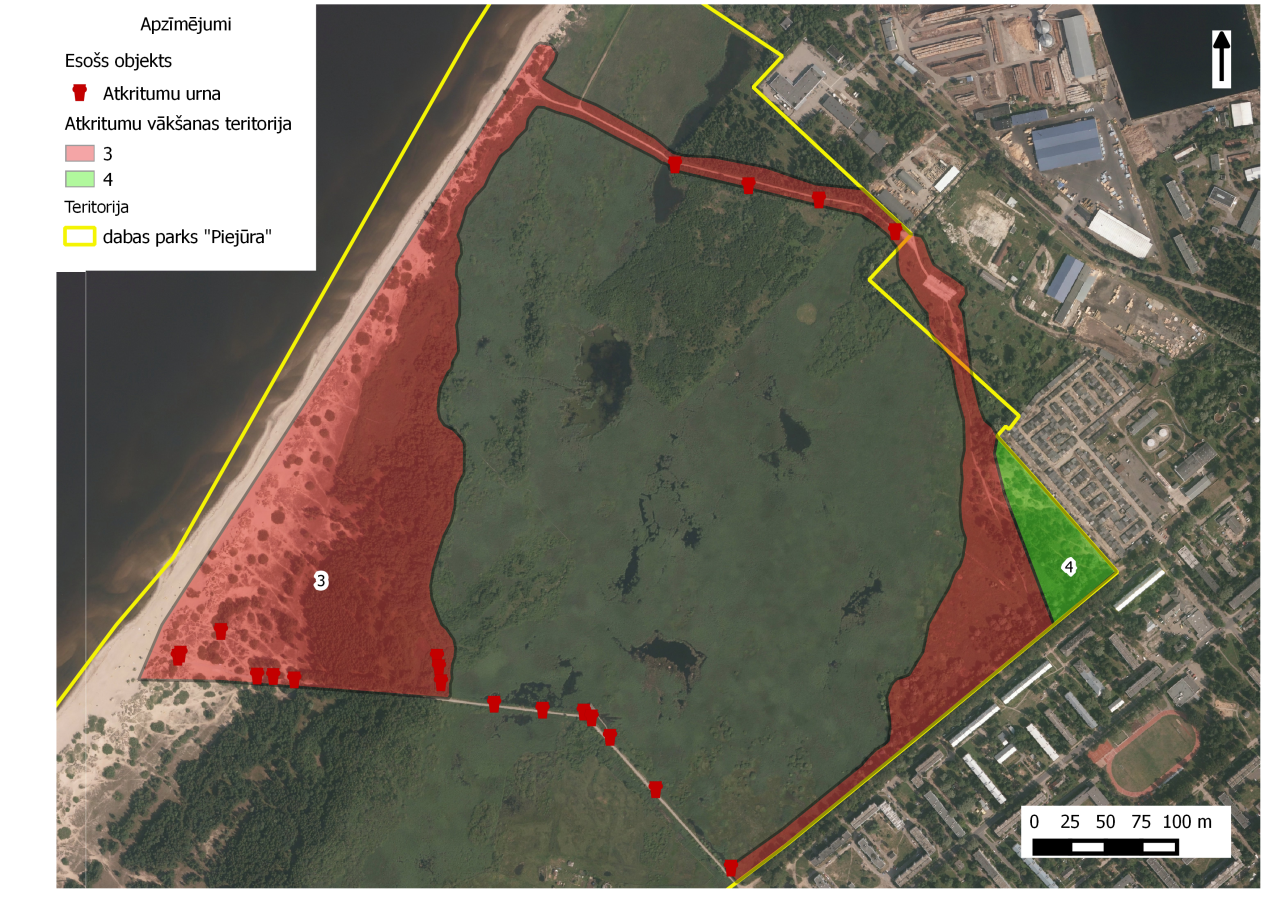 Apzīmējumi
Esošs objekts
Atkritumu urna
Atkritumu vākšanas teritorija
3
4
Teritorija
dabas parks "Piejūra"
3
4
0 25 50 75 100 m